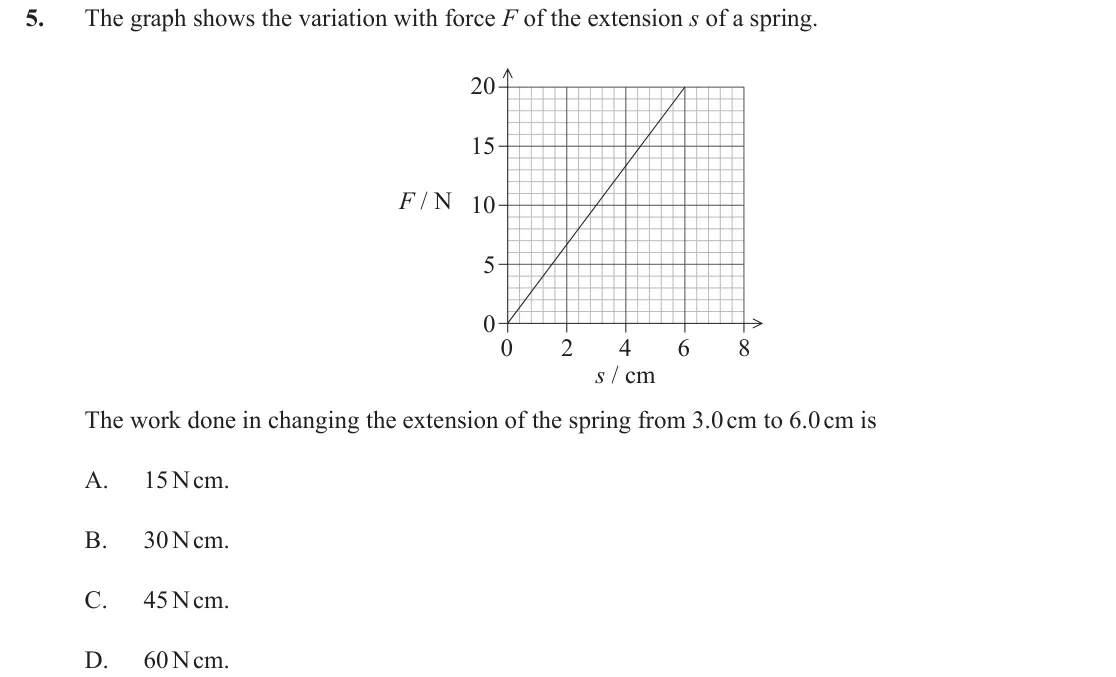 5. The graph shows the variation with force F of the extension s of a spring.
20
15
F / N 10
5
0
0 2 4 6 8
s / cm
The work done in changing the extension of the spring from 3.0 cm to 6.0 cm is
A. 15 N cm.
B. 30 N cm.
C. 45 N cm.
D. 60 N cm.